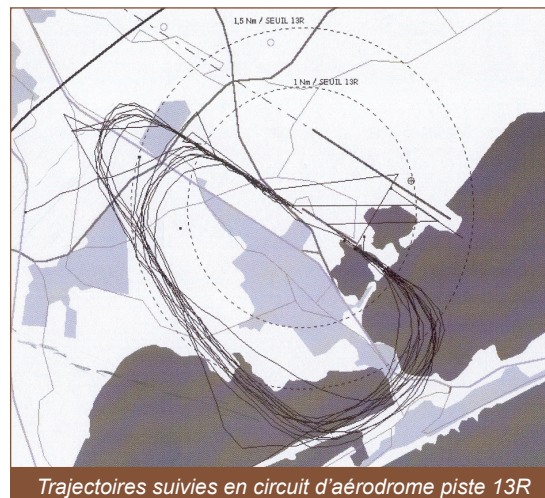 1,5 Nm / SEUIL 13R
1 Nm / SEUIL 13R
Trajectoires suivies en circuit d'aérodrome piste 13R